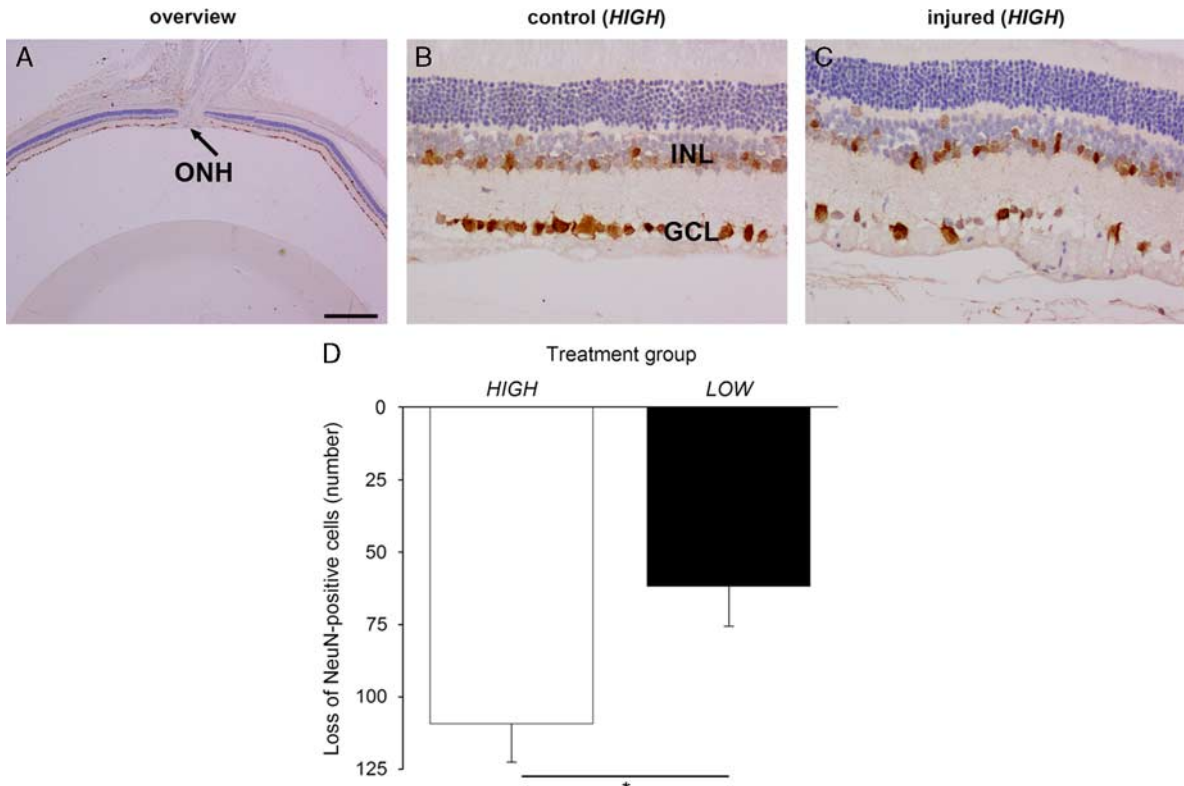 overview
control (HIGH)
injured (HIGH)
A
B
C
ONH
INL
GCL
D
Treatment group
HIGH
LOW
Loss of NeuN-positive cells (number)
0
25
50
75
100
125
*